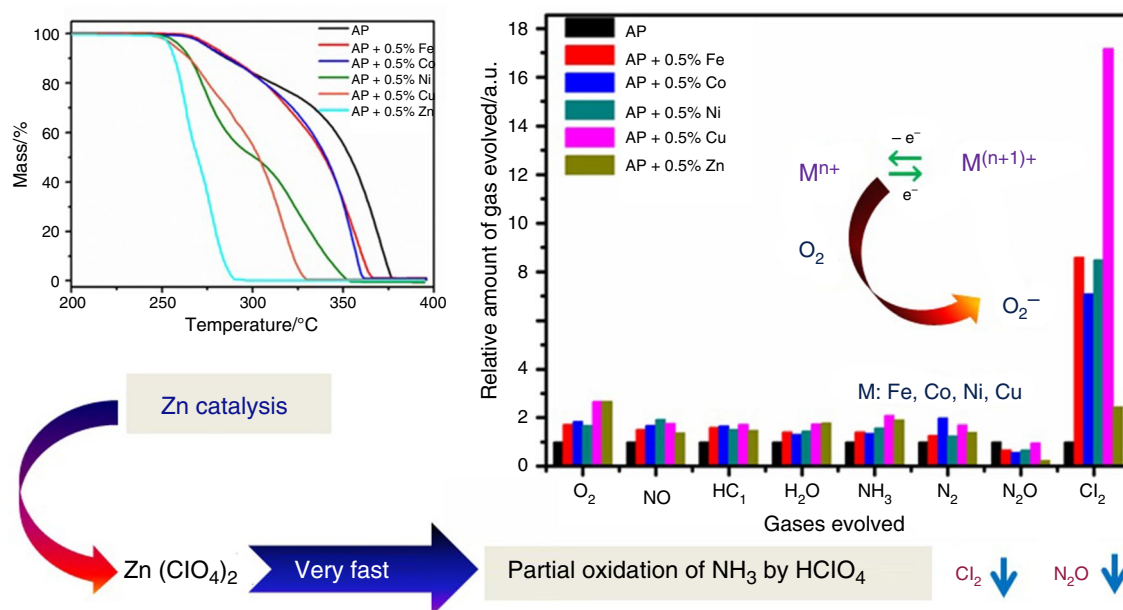 100
80
60
40
20
0
Mass/%
200
250
300
350
400
Temperature/°C
AP
AP + 0.5% Fe
AP + 0.5% Co
AP + 0.5% Ni
AP + 0.5% Cu
AP + 0.5% Zn
18
16
14
12
10
8
4
2
0
Relative amount of gas evolved/a.u.
AP
AP + 0.5% Fe
AP + 0.5% Co
AP + 0.5% Ni
AP + 0.5% Cu
AP + 0.5% Zn
– e⁻
Mⁿ⁺ M⁽ⁿ⁺¹⁾⁺
e⁻
O₂
O₂⁻
M: Fe, Co, Ni, Cu
O₂ NO HC₁ H₂O NH₃ N₂ N₂O Cl₂
Gases evolved
Zn catalysis
Zn (ClO₄)₂ Very fast Partial oxidation of NH₃ by HClO₄ Cl₂ N₂O